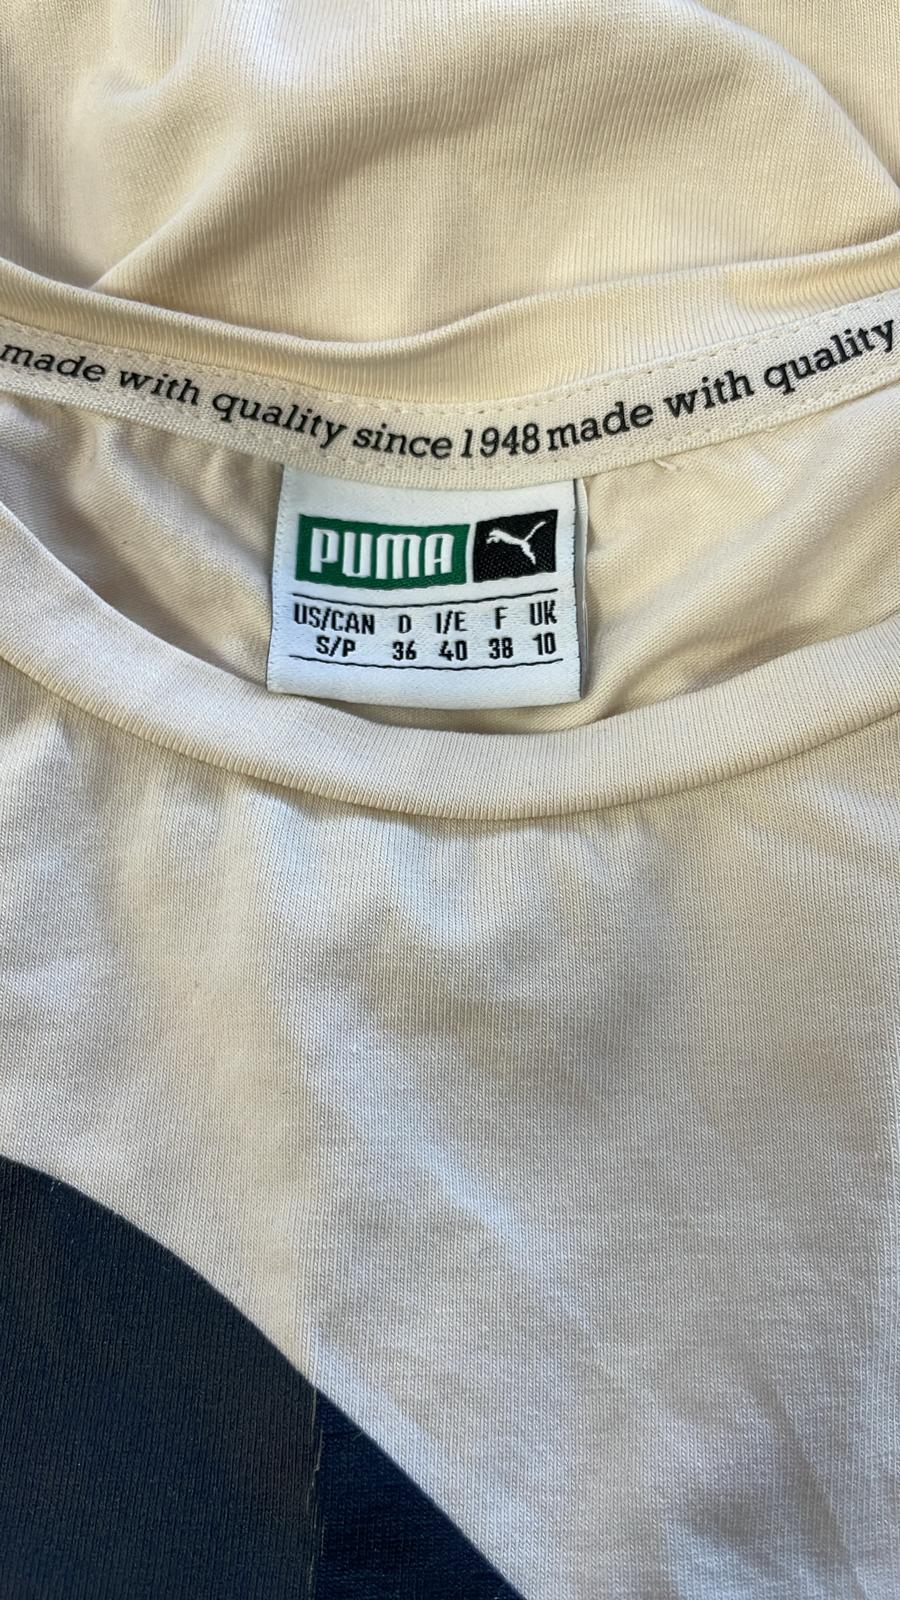 made with quality since 1948 made with quality
PUMA
US/CAN D I/E F UK
S/P 36 40 38 10